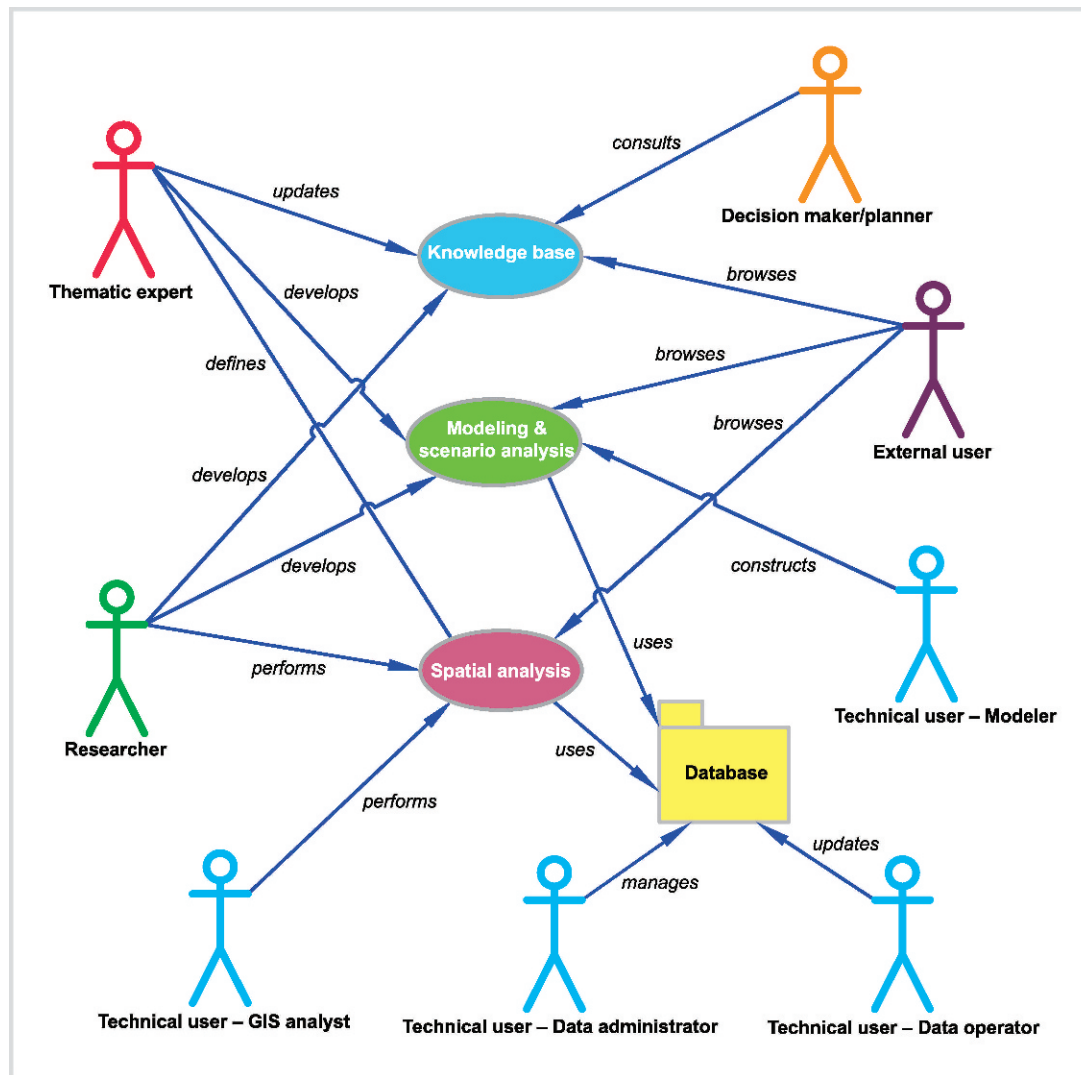 consults
Decision maker/planner
updates
Thematic expert
Knowledge base
browses
develops
defines
browses
Modeling &
scenario analysis
browses
External user
develops
develops
constructs
Researcher
performs
Spatial analysis
uses
Technical user – Modeler
uses
Database
performs
manages
updates
Technical user – GIS analyst
Technical user – Data administrator
Technical user – Data operator